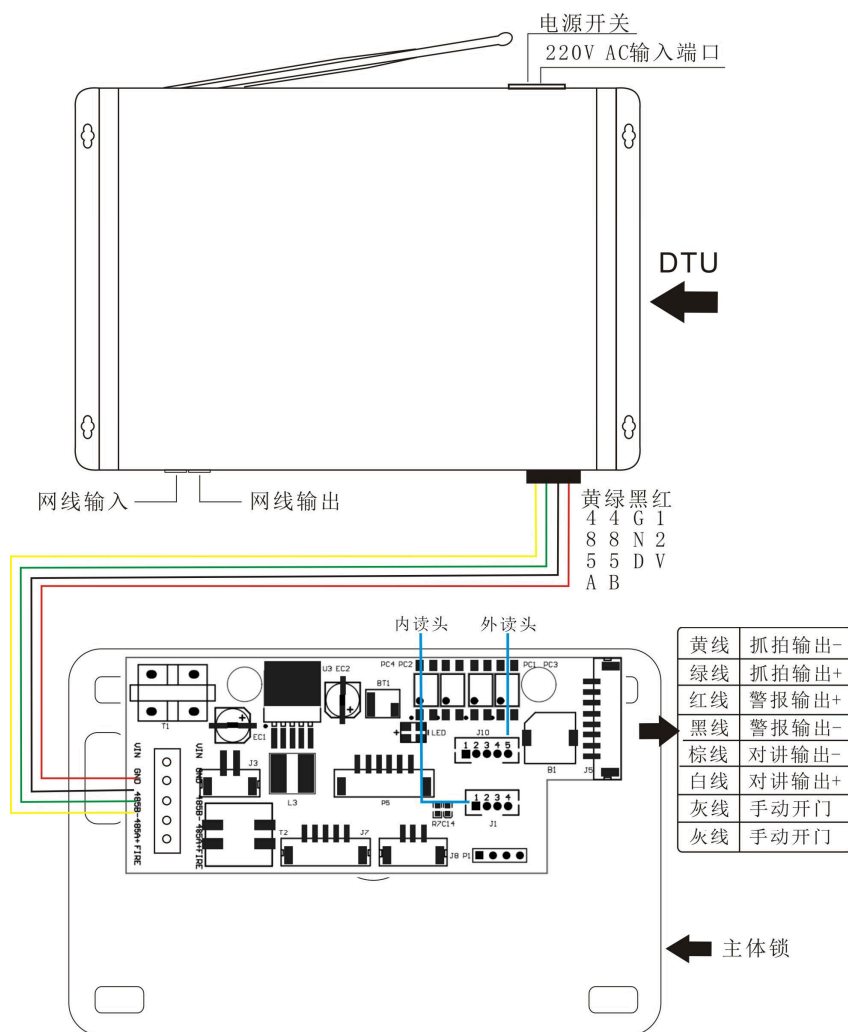 电源开关
220V AC输入端口
DTU
网线输入
网线输出
黄绿黑红
4 4 G 1
8 8 N 2
5 5 D V
A B
内读头
外读头
黄线 抓拍输出-
绿线 抓拍输出+
红线 警报输出+
黑线 警报输出-
棕线 对讲输出-
白线 对讲输出+
灰线 手动开门
灰线 手动开门
U3 EC2
PC4 PC2
PC1 PC3
BT1
T1
EC1
+
LED
J10
1 2 3 4 5
B1
J5
VIN GND 485B-485A+FIRE
VIN GND 485B-485A+FIRE
J3
L3
P5
1 2 3 4
R7C14
J1
T2
J7
J8
P1
主体锁